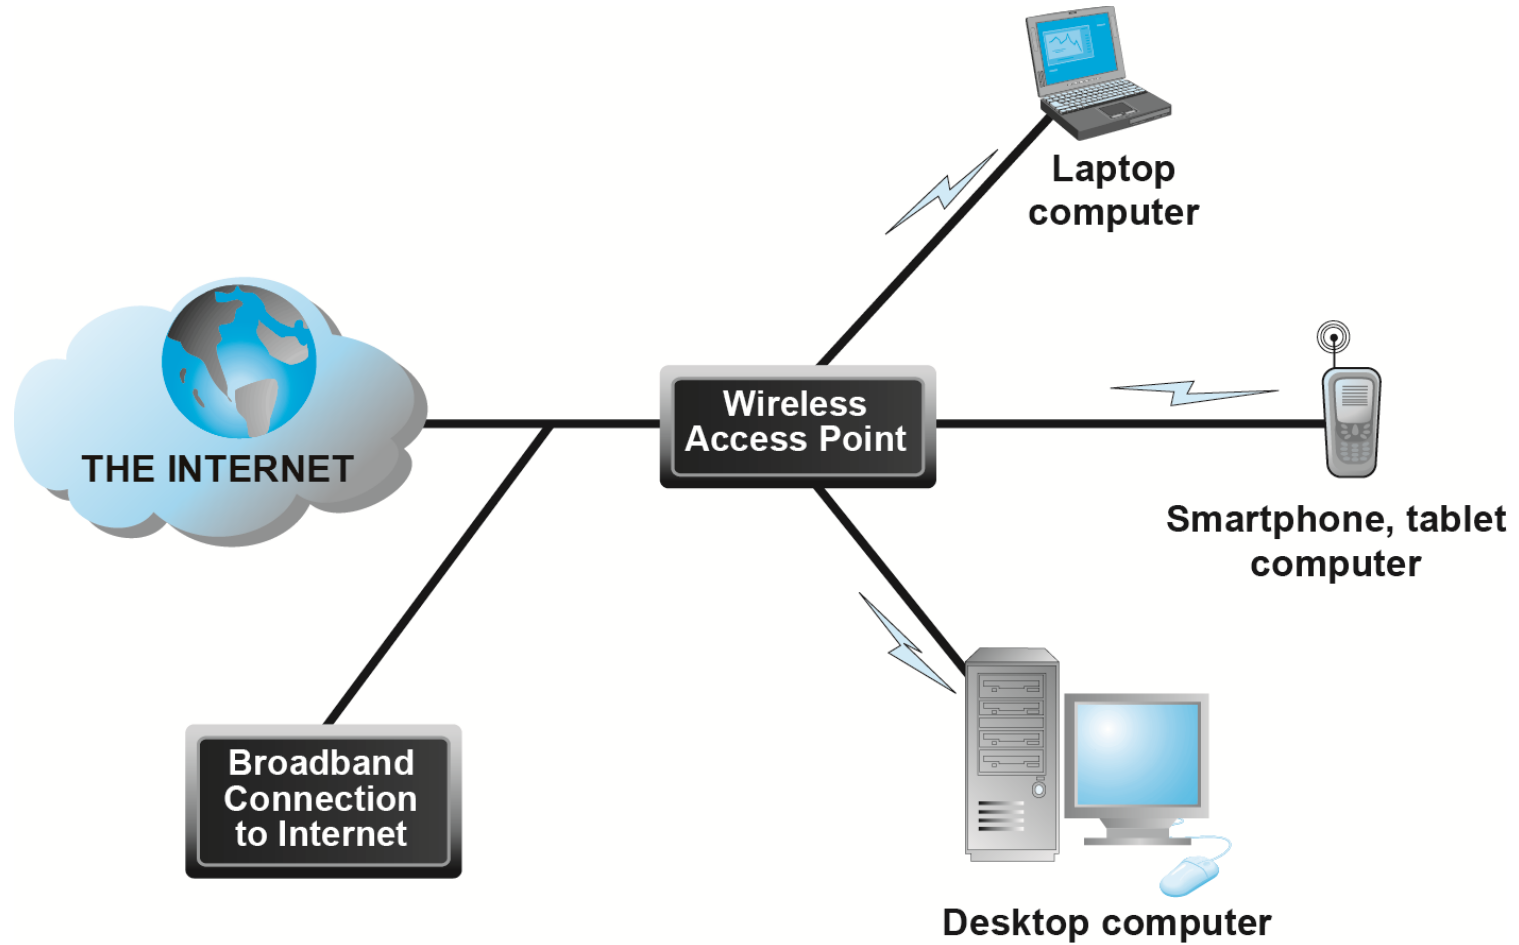 Laptop
computer
Wireless
Access Point
THE INTERNET
Smartphone, tablet
computer
Broadband
Connection
to Internet
Desktop computer